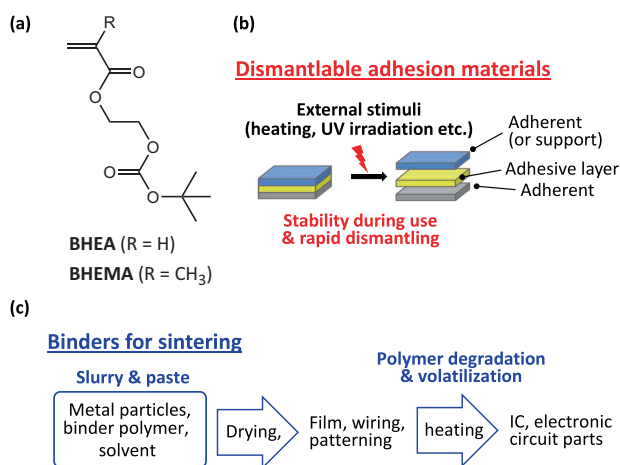 (a)
R
O
O
O
O
O
BHEA (R = H)
BHEMA (R = CH3)
(b)
Dismantlable adhesion materials
External stimuli
(heating, UV irradiation etc.)
Adherent
(or support)
Adhesive layer
Adherent
Stability during use
& rapid dismantling
(c)
Binders for sintering
Slurry & paste
Metal particles,
binder polymer,
solvent
Drying,
Film, wiring,
patterning
Polymer degradation
& volatilization
heating
IC, electronic
circuit parts